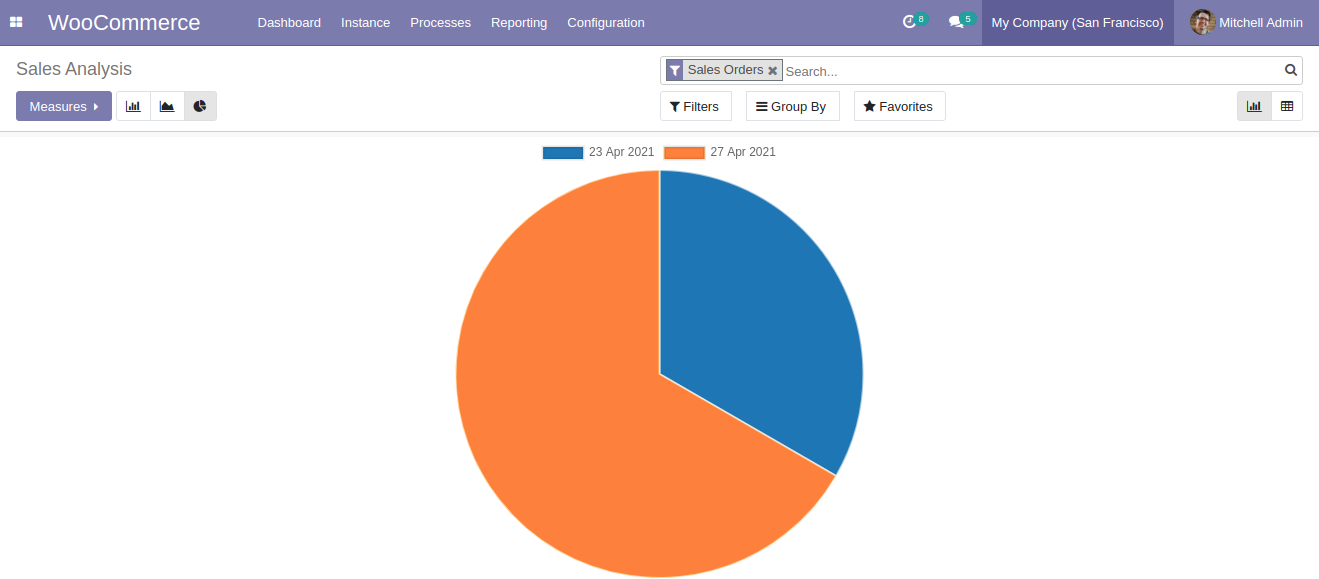 WooCommerce Dashboard Instance Processes Reporting Configuration 8 5 My Company (San Francisco) Mitchell Admin
Sales Analysis
Sales Orders Search...
Measures Filters Group By Favorites
23 Apr 2021 27 Apr 2021